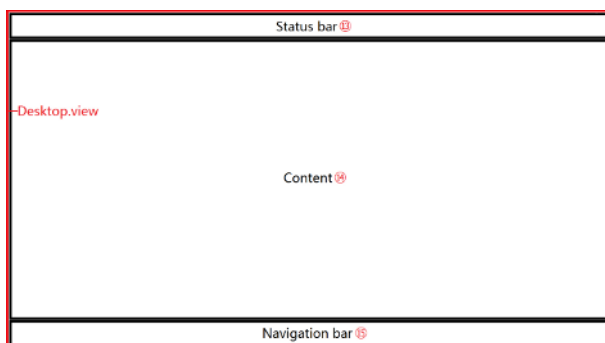 Status bar⑬
Desktop.view
Content⑭
Navigation bar⑮